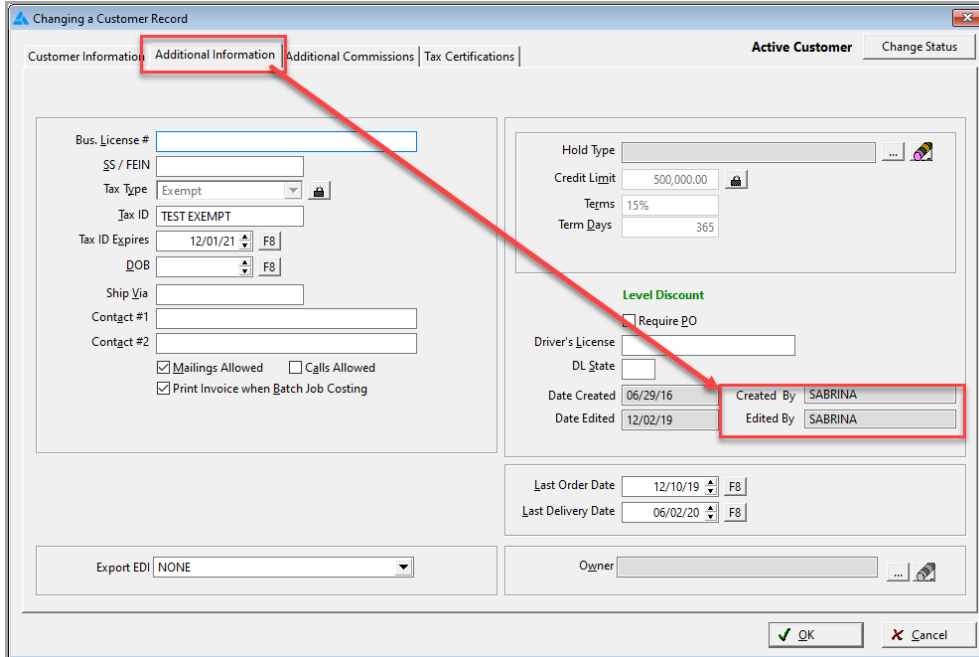 Changing a Customer Record
Customer Information
Additional Information
Additional Commissions
Tax Certifications
Active Customer
Change Status
Bus. License #
SS / FEIN
Tax Type Exempt
Tax ID TEST EXEMPT
Tax ID Expires 12/01/21 F8
DOB F8
Ship Via
Contact #1
Contact #2
Mailings Allowed Calls Allowed
Print Invoice when Batch Job Costing
Export EDI NONE
Hold Type ...
Credit Limit 500,000.00
Terms 15%
Term Days 365
Level Discount
Require PO
Driver's License
DL State
Date Created 06/29/16 Created By SABRINA
Date Edited 12/02/19 Edited By SABRINA
Last Order Date 12/10/19 F8
Last Delivery Date 06/02/20 F8
Owner ...
OK
Cancel